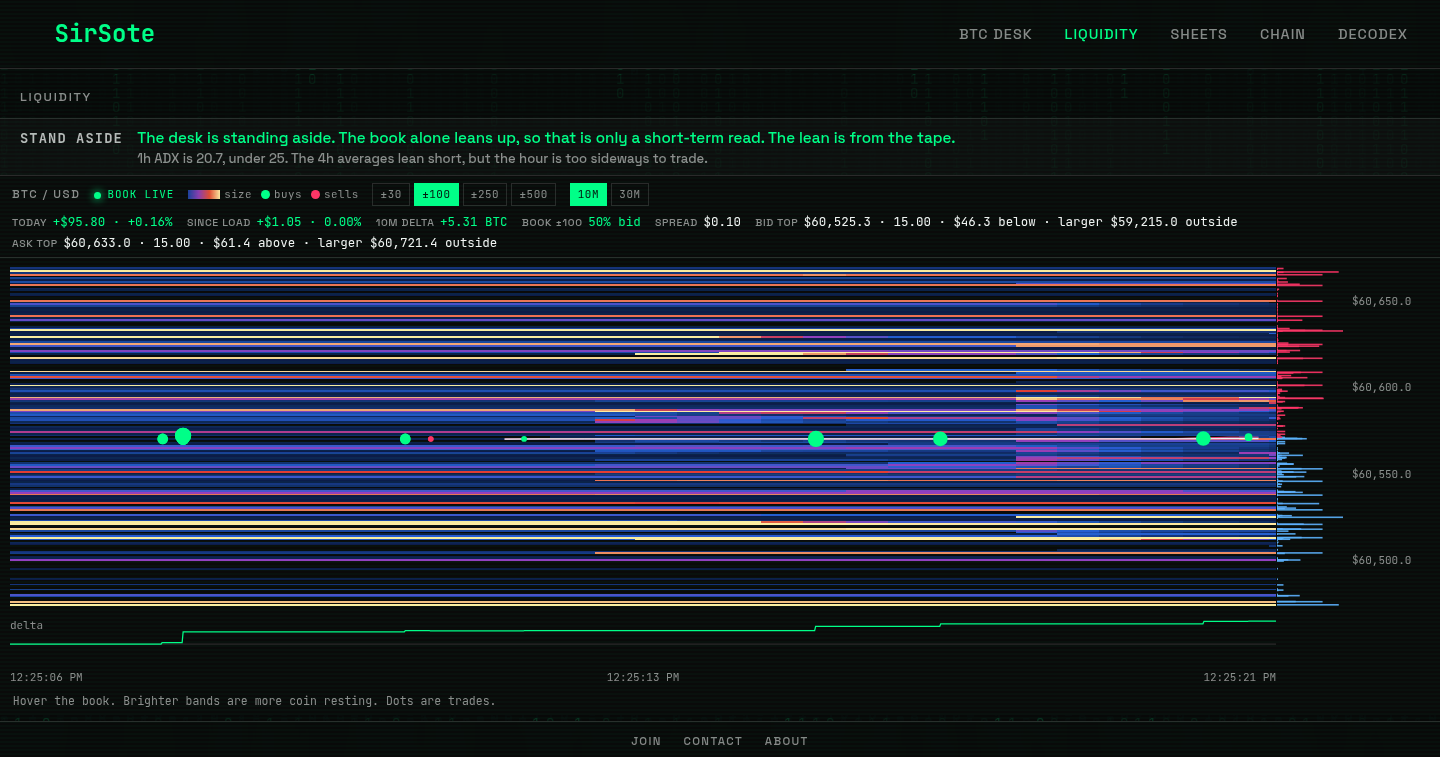 SirSote
BTC DESK LIQUIDITY SHEETS CHAIN DECODEX
LIQUIDITY
STAND ASIDE The desk is standing aside. The book alone leans up, so that is only a short-term read. The lean is from the tape.
1h ADX is 20.7, under 25. The 4h averages lean short, but the hour is too sideways to trade.
BTC / USD BOOK LIVE size buys sells ±30 ±100 ±250 ±500 10M 30M
TODAY +$95.80 · +0.16% SINCE LOAD +$1.05 · 0.00% 10M DELTA +5.31 BTC BOOK ±100 50% bid SPREAD $0.10 BID TOP $60,525.3 · 15.00 · $46.3 below · larger $59,215.0 outside
ASK TOP $60,633.0 · 15.00 · $61.4 above · larger $60,721.4 outside
$60,650.0
$60,600.0
$60,550.0
$60,500.0
delta
12:25:06 PM 12:25:13 PM 12:25:21 PM
Hover the book. Brighter bands are more coin resting. Dots are trades.
JOIN CONTACT ABOUT